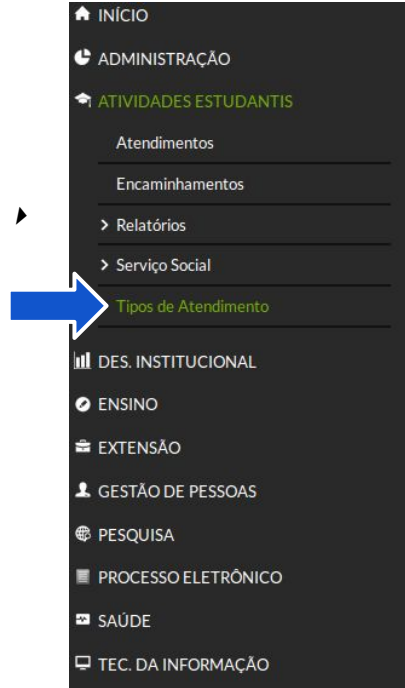 INÍCIO
ADMINISTRAÇÃO
ATIVIDADES ESTUDANTIS
Atendimentos
Encaminhamentos
Relatórios
Serviço Social
Tipos de Atendimento
DES. INSTITUCIONAL
ENSINO
EXTENSÃO
GESTÃO DE PESSOAS
PESQUISA
PROCESSO ELETRÔNICO
SAÚDE
TEC. DA INFORMAÇÃO